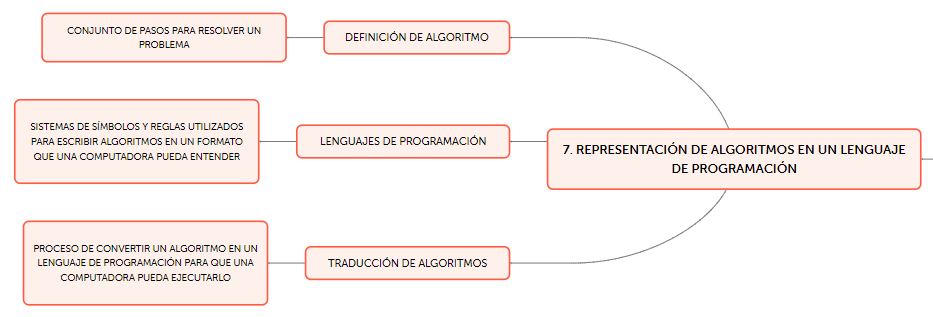 CONJUNTO DE PASOS PARA RESOLVER UN
PROBLEMA
DEFINICIÓN DE ALGORITMO
SISTEMAS DE SÍMBOLOS Y REGLAS UTILIZADOS
PARA ESCRIBIR ALGORITMOS EN UN FORMATO
QUE UNA COMPUTADORA PUEDA ENTENDER
LENGUAJES DE PROGRAMACIÓN
7. REPRESENTACIÓN DE ALGORITMOS EN UN LENGUAJE
DE PROGRAMACIÓN
PROCESO DE CONVERTIR UN ALGORITMO EN UN
LENGUAJE DE PROGRAMACIÓN PARA QUE UNA
COMPUTADORA PUEDA EJECUTARLO
TRADUCCIÓN DE ALGORITMOS